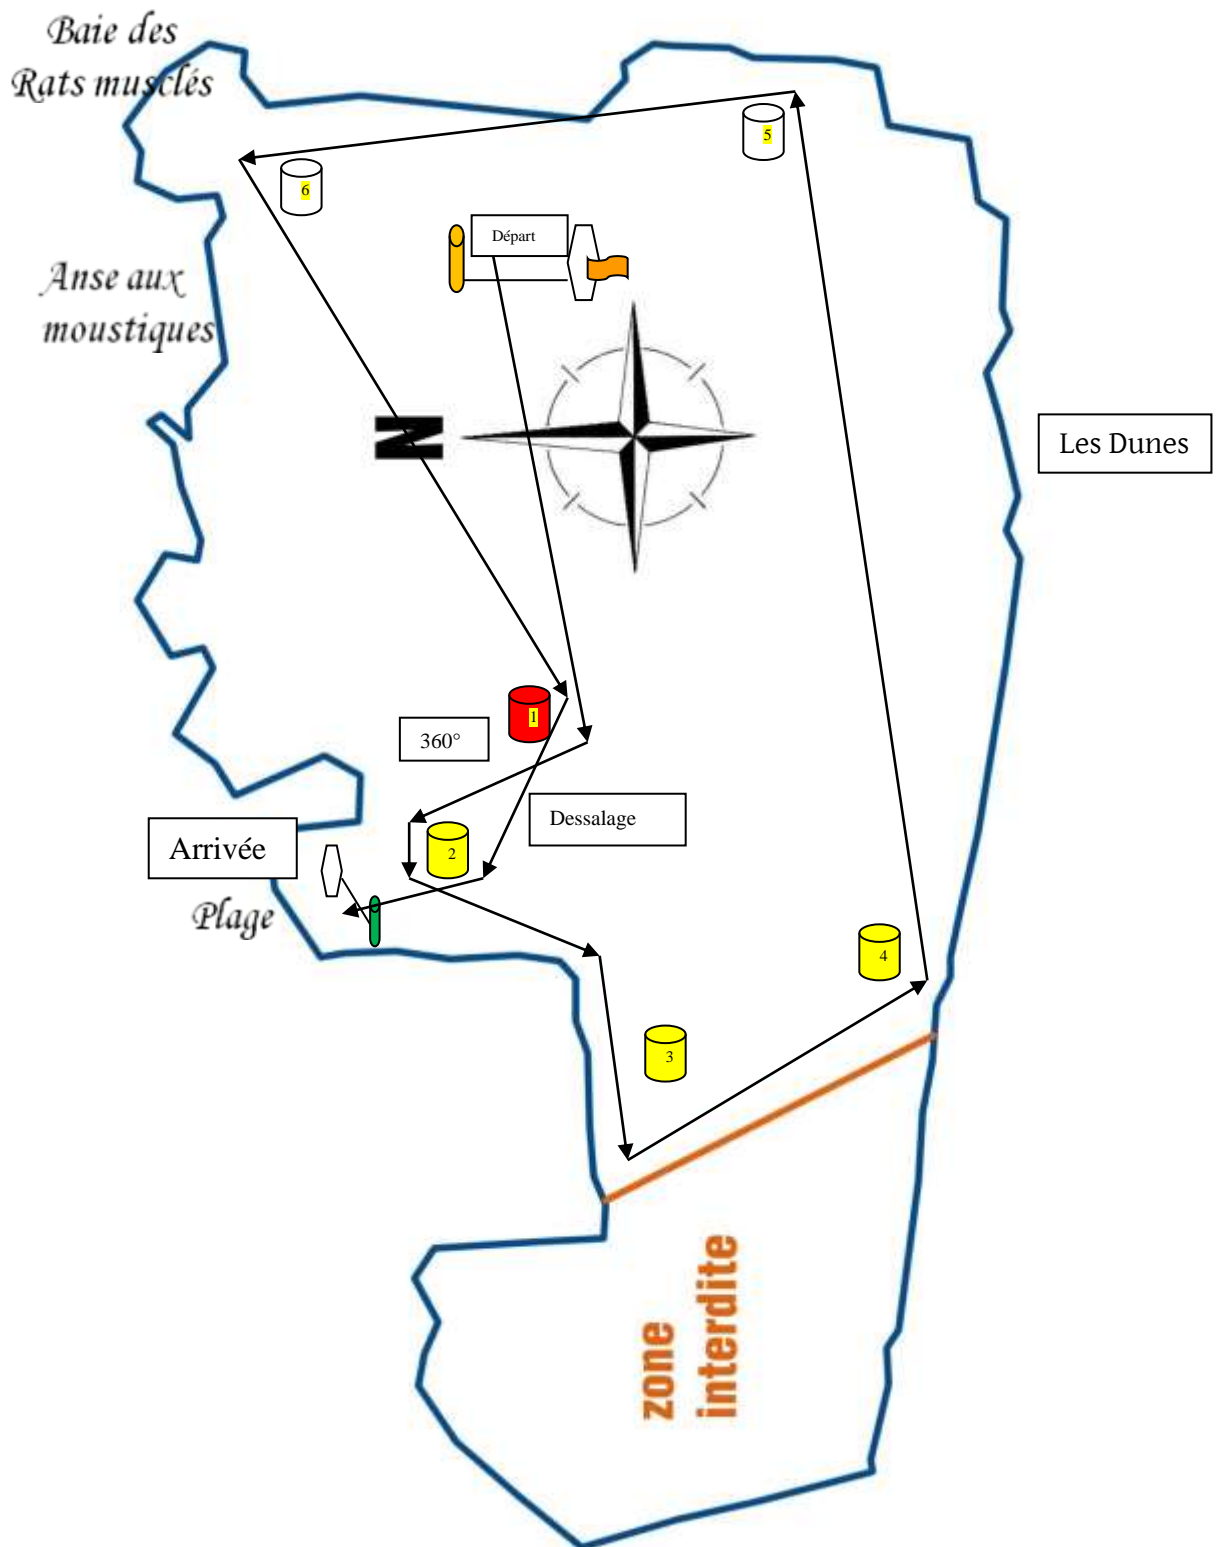 Baie des
Rats musclés
5
6
Départ
Anse aux
moustiques
N
Les Dunes
1
360°
Dessalage
2
Arrivée
Plage
4
3
zone
interdite